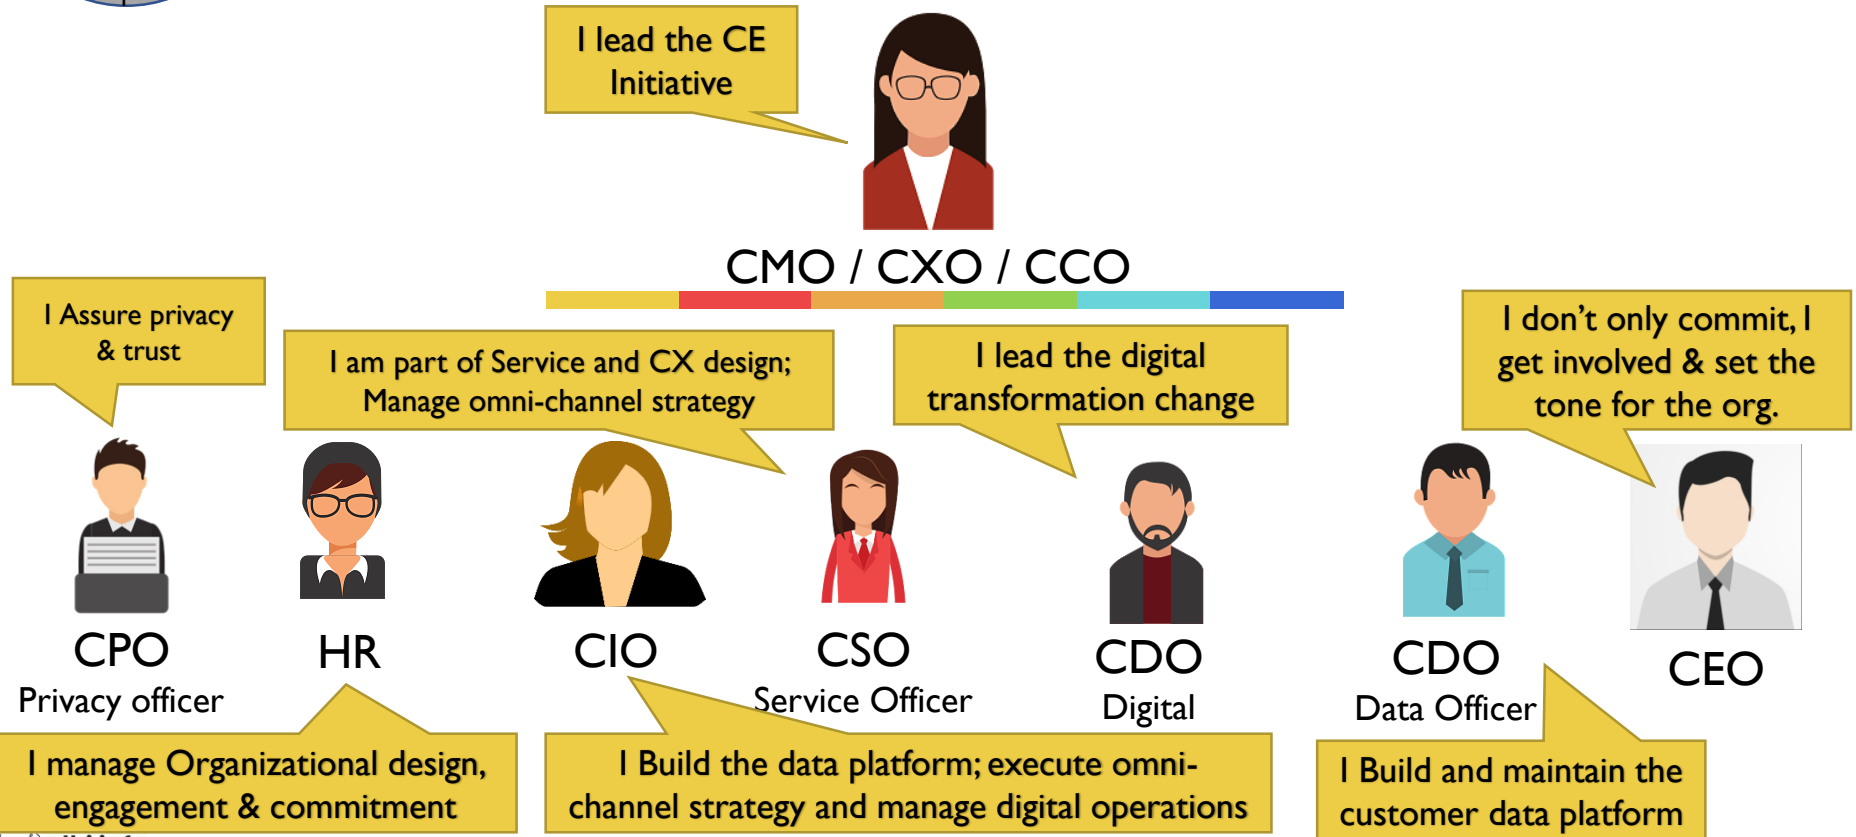 I lead the CE
Initiative
CMO / CXO / CCO
I Assure privacy
& trust
I am part of Service and CX design;
Manage omni-channel strategy
I lead the digital
transformation change
I don’t only commit, I
get involved & set the
tone for the org.
CPO
Privacy officer
HR
CIO
CSO
Service Officer
CDO
Digital
CDO
Data Officer
CEO
I manage Organizational design,
engagement & commitment
I Build the data platform; execute omni-
channel strategy and manage digital operations
I Build and maintain the
customer data platform